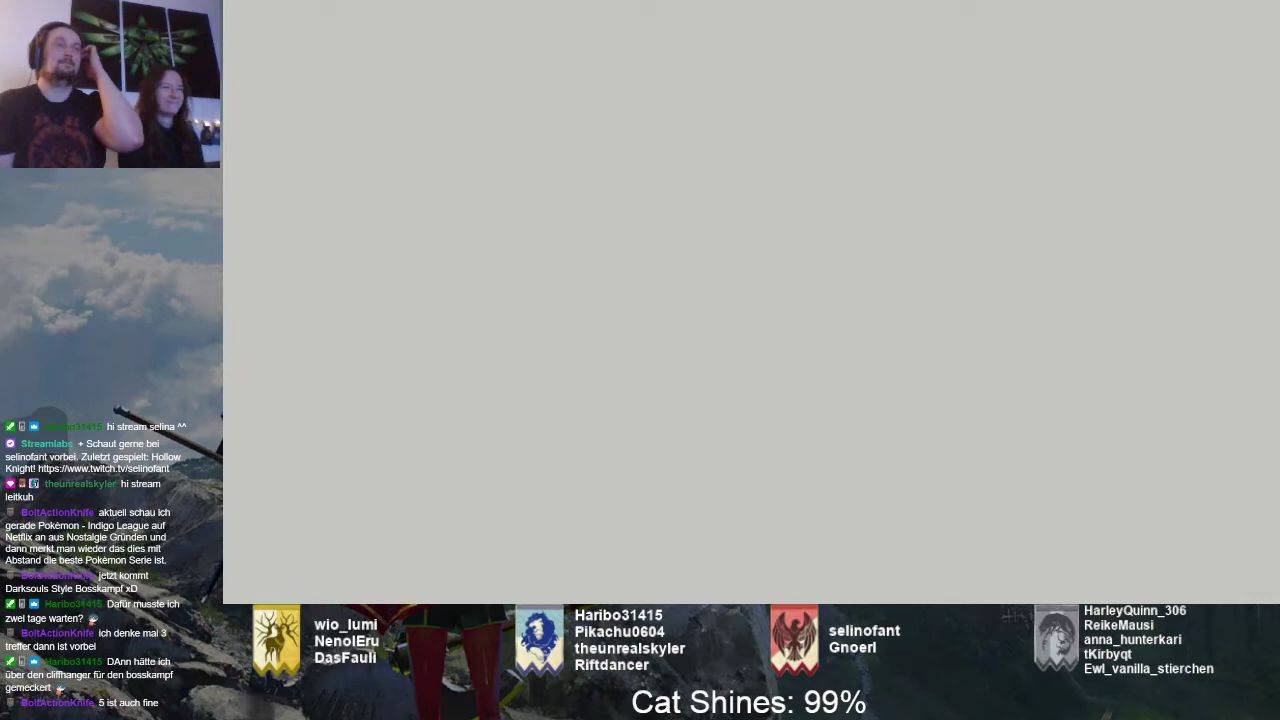 Haribo31415 hi stream selina ^^
Streamlabs + Schaut gerne bei
selinofant vorbei. Zuletzt gespielt: Hollow
Knight! https://www.twitch.tv/selinofant
theunrealskyler hi stream
leitkuh
BoltActionKnife aktuell schau ich
gerade Pokèmon - Indigo League auf
Netflix an aus Nostalgie Gründen und
dann merkt man wieder das dies mit
Abstand die beste Pokèmon Serie ist.
BoltActionKnife jetzt kommt
Darksouls Style Bosskampf xD
Haribo31415 Dafür musste ich
zwei tage warten?
BoltActionKnife ich denke mal 3
treffer dann ist vorbei
Haribo31415 DAnn hätte ich
über den cliffhanger für den bosskampf
gemeckert
BoltActionKnife 5 ist auch fine
wio_lumi
NenolEru
DasFauli
Haribo31415
Pikachu0604
theunrealskyler
Riftdancer
selinofant
Gnoerl
HarleyQuinn_306
ReikeMausi
anna_hunterkari
tKirbyqt
Ewl_vanilla_stierchen
Cat Shines: 99%